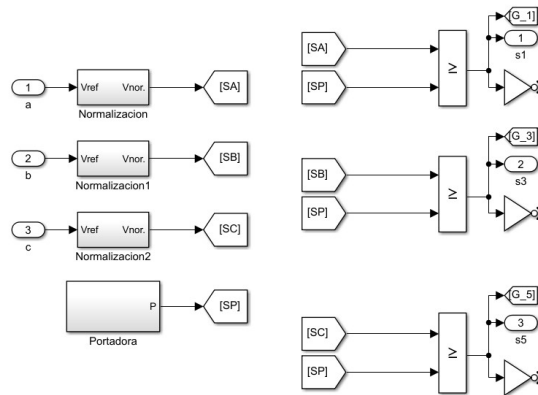 1
a
Vref Vnor.
Normalizacion
[SA]
2
b
Vref Vnor.
Normalizacion1
[SB]
3
c
Vref Vnor.
Normalizacion2
[SC]
P
Portadora
[SP]
[SA]
[SP]
≥
[G_1]
1
s1
[SB]
[SP]
≥
[G_3]
2
s3
[SC]
[SP]
≥
[G_5]
3
s5